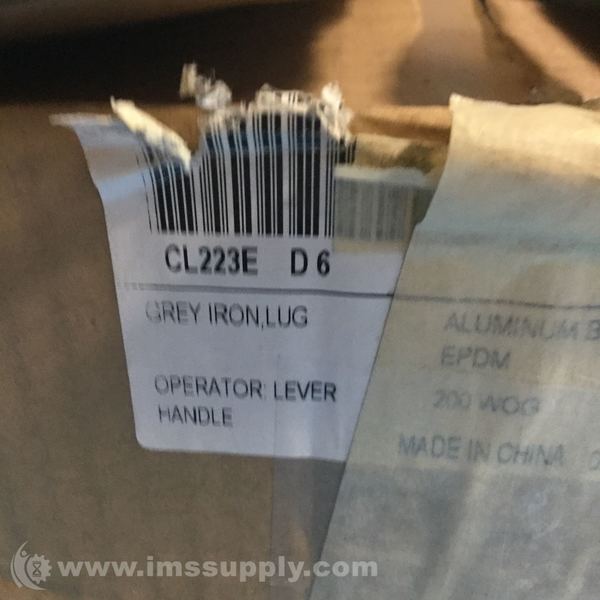 CL223E D 6
GREY IRON,LUG
ALUMINUM B
EPDM
OPERATOR: LEVER
HANDLE
200 WOG
MADE IN CHINA
www.imssupply.com